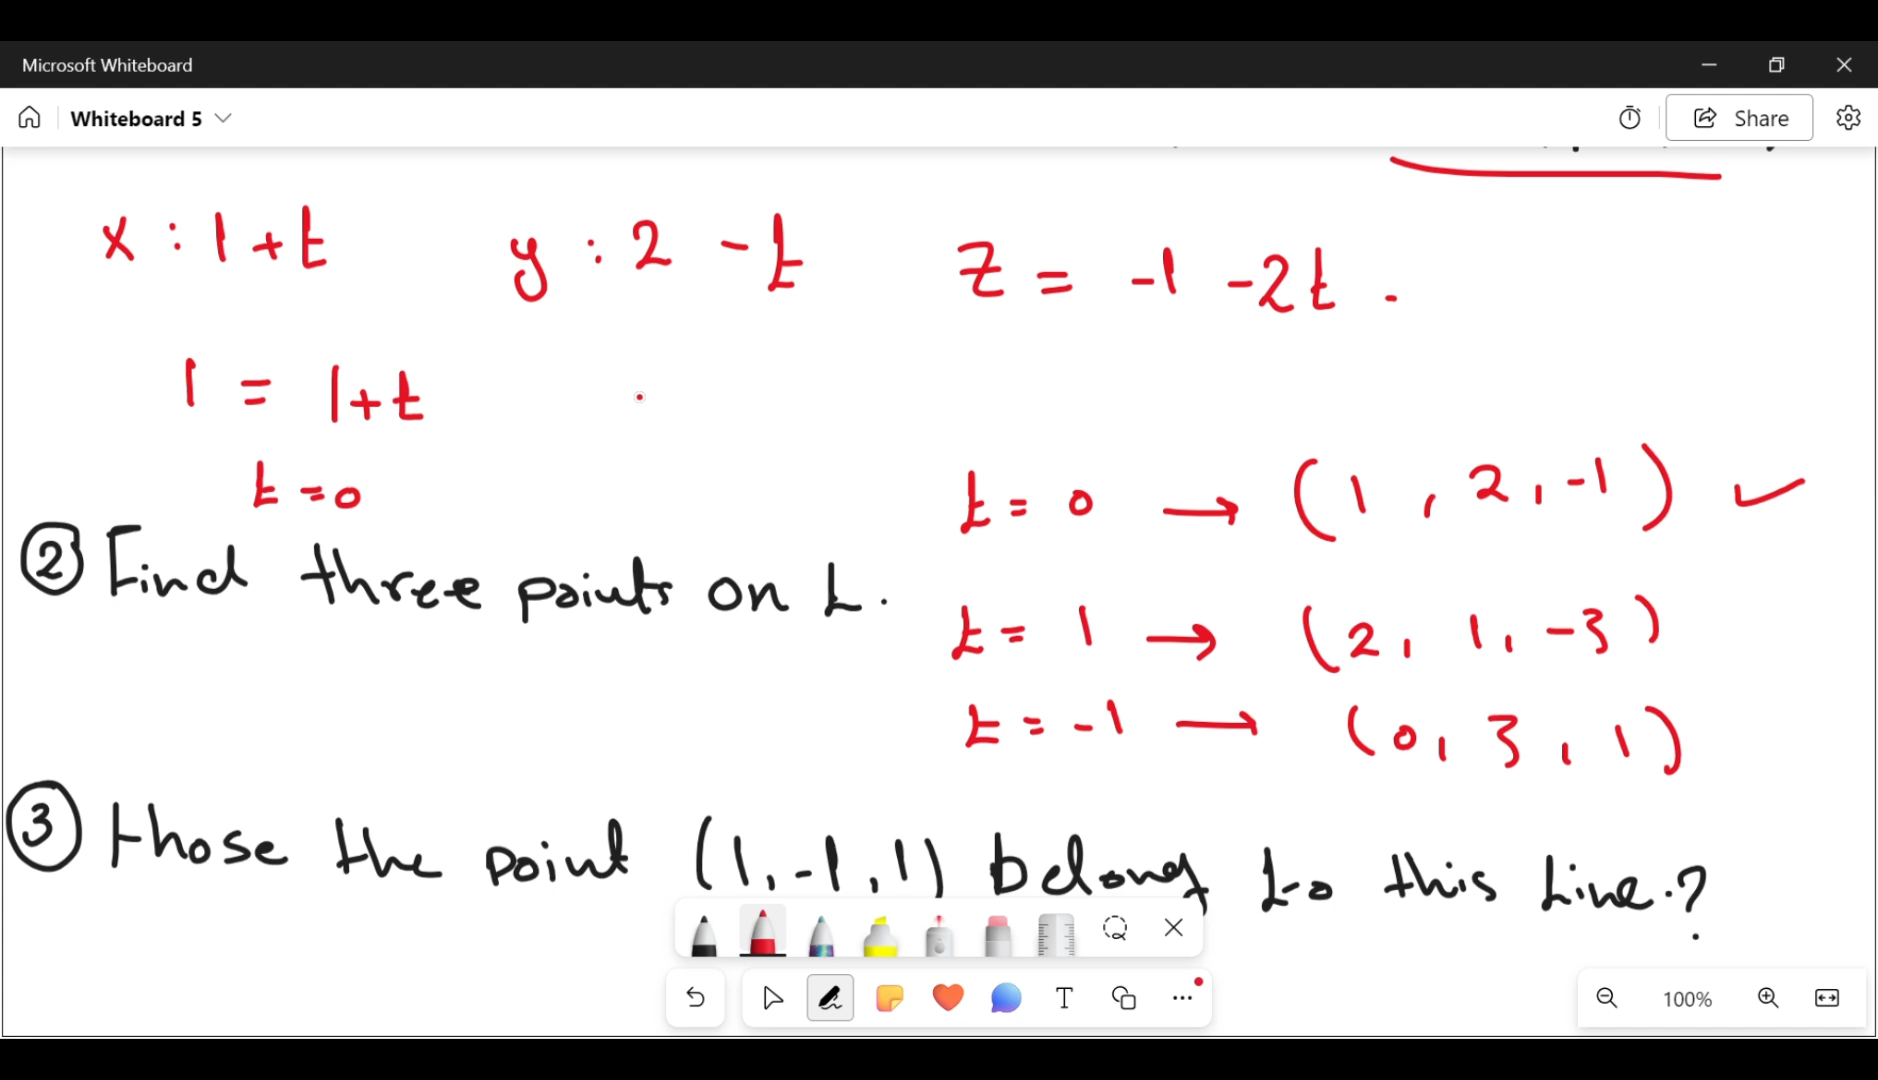 Microsoft Whiteboard
Whiteboard 5
Share
x : 1+t y : 2 -t z = -1 -2t .
1 = 1+t
t = 0
t = 0 → (1 , 2 , -1) ✓
② Find three points on L.
t = 1 → (2, 1, -3)
t = -1 → (0, 3, 1)
③ those the point (1, -1, 1) belong to this Line.?
T
100%